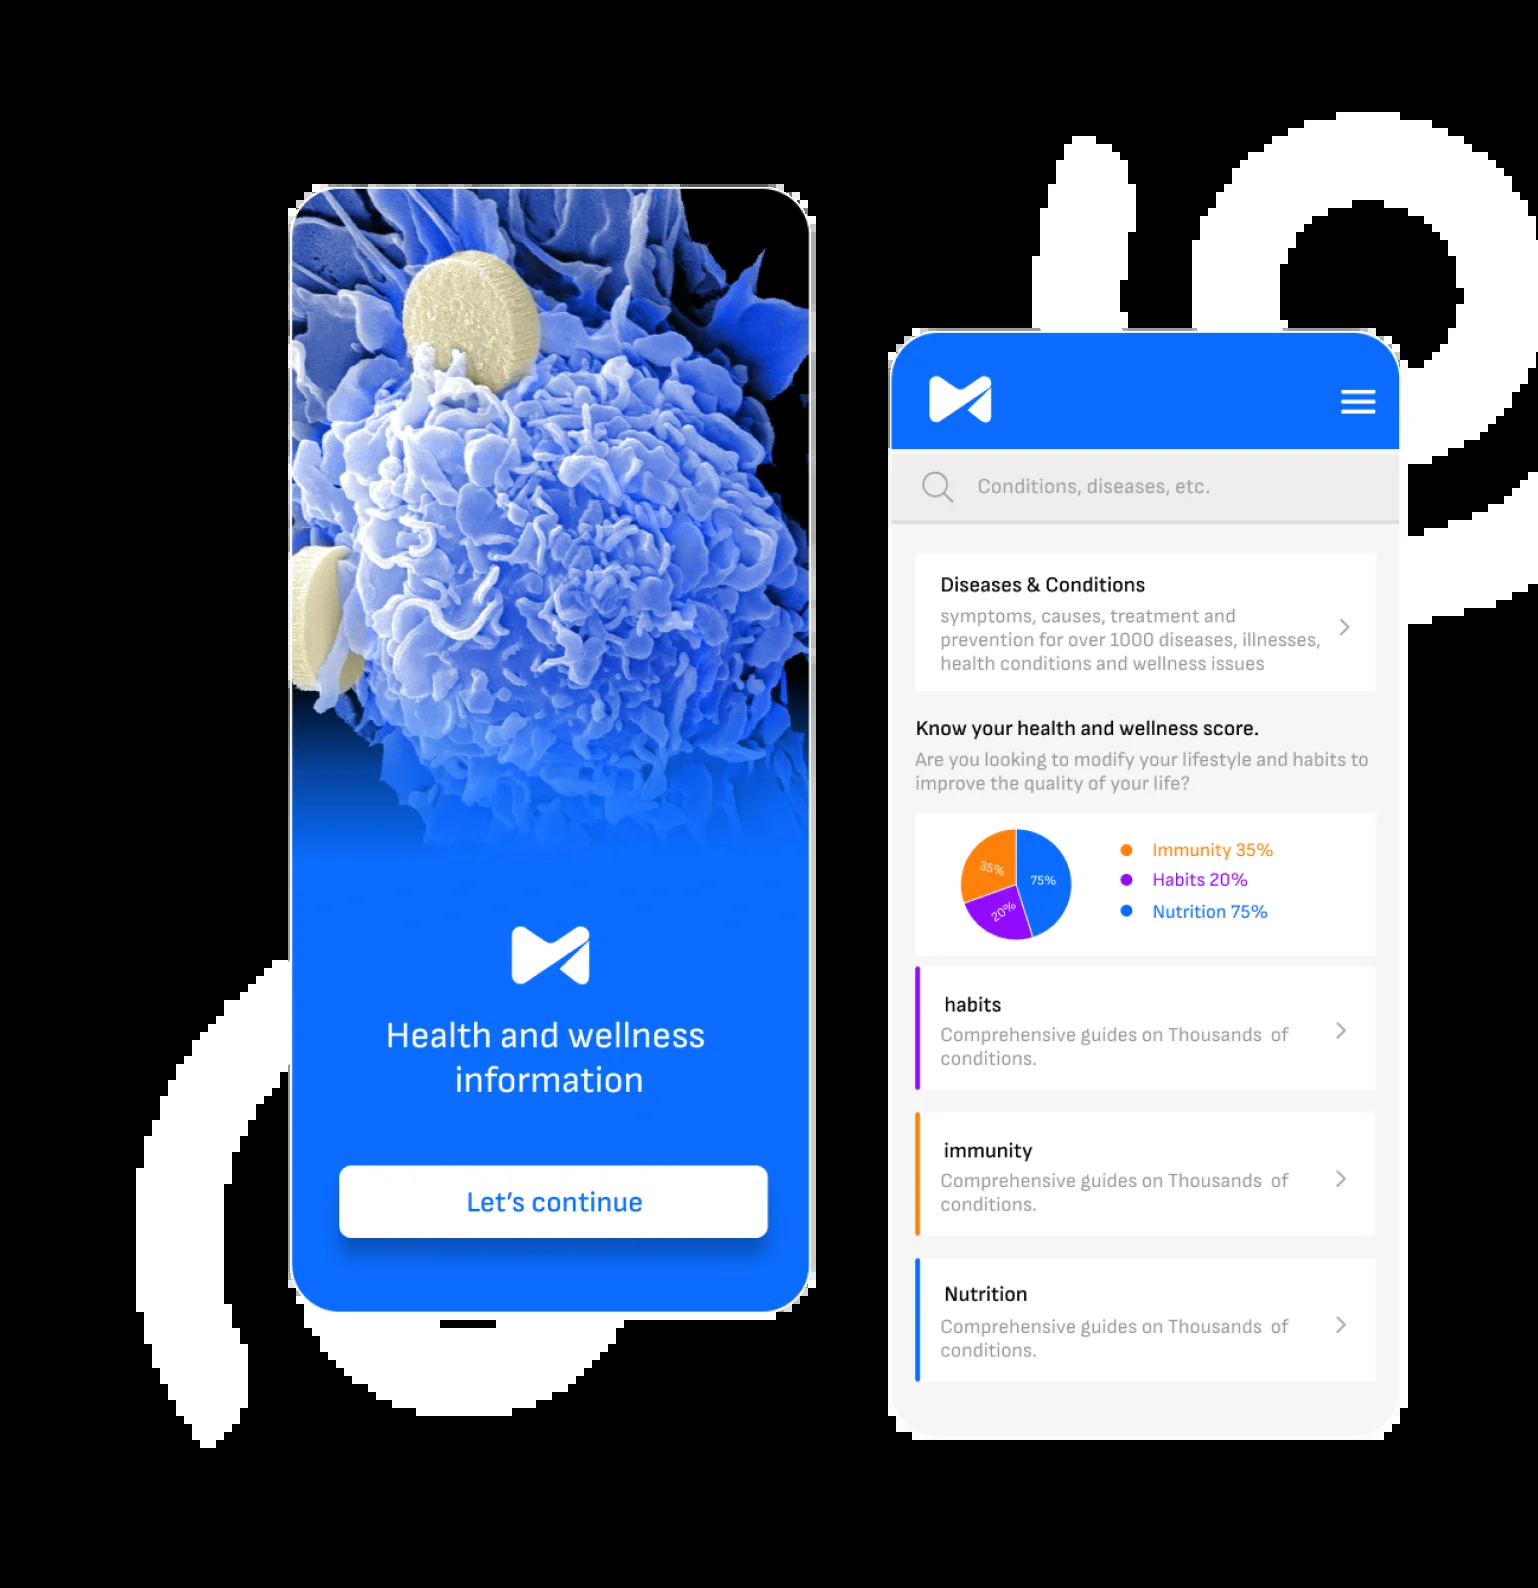 Health and wellness
information
Let's continue
Conditions, diseases, etc.
Diseases & Conditions
symptoms, causes, treatment and
prevention for over 1000 diseases, illnesses,
health conditions and wellness issues
Know your health and wellness score.
Are you looking to modify your lifestyle and habits to
improve the quality of your life?
35%
75%
20%
Immunity 35%
Habits 20%
Nutrition 75%
habits
Comprehensive guides on Thousands of
conditions.
immunity
Comprehensive guides on Thousands of
conditions.
Nutrition
Comprehensive guides on Thousands of
conditions.